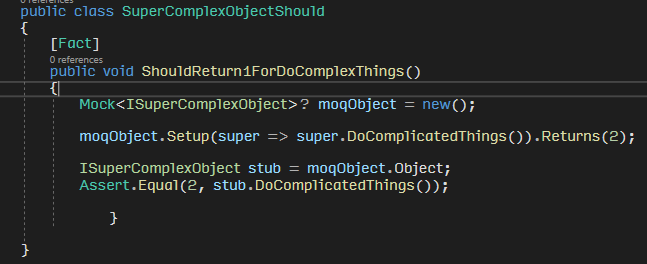 0 references
public class SuperComplexObjectShould
{
[Fact]
0 references
public void ShouldReturn1ForDoComplexThings()
{
Mock<ISuperComplexObject>? moqObject = new();
moqObject.Setup(super => super.DoComplicatedThings()).Returns(2);
ISuperComplexObject stub = moqObject.Object;
Assert.Equal(2, stub.DoComplicatedThings());
}
}